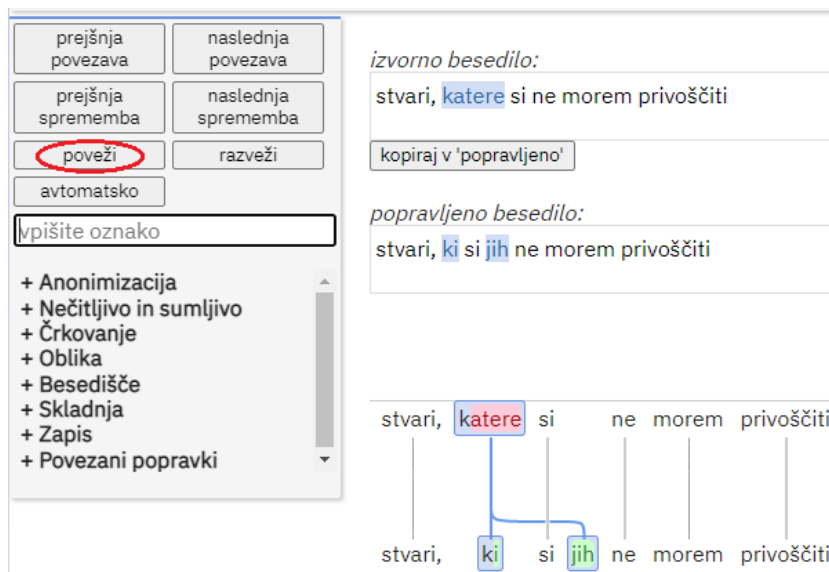 prejšnja
povezava
naslednja
povezava
prejšnja
sprememba
naslednja
sprememba
poveži
razveži
avtomatsko
vpišite oznako
+ Anonimizacija
+ Nečitljivo in sumljivo
+ Črkovanje
+ Oblika
+ Besedišče
+ Skladnja
+ Zapis
+ Povezani popravki
izvorno besedilo:
stvari, katere si ne morem privoščiti
kopiraj v 'popravljeno'
popravljeno besedilo:
stvari, ki si jih ne morem privoščiti
stvari, katere si ne morem privoščiti
stvari, ki si jih ne morem privoščiti